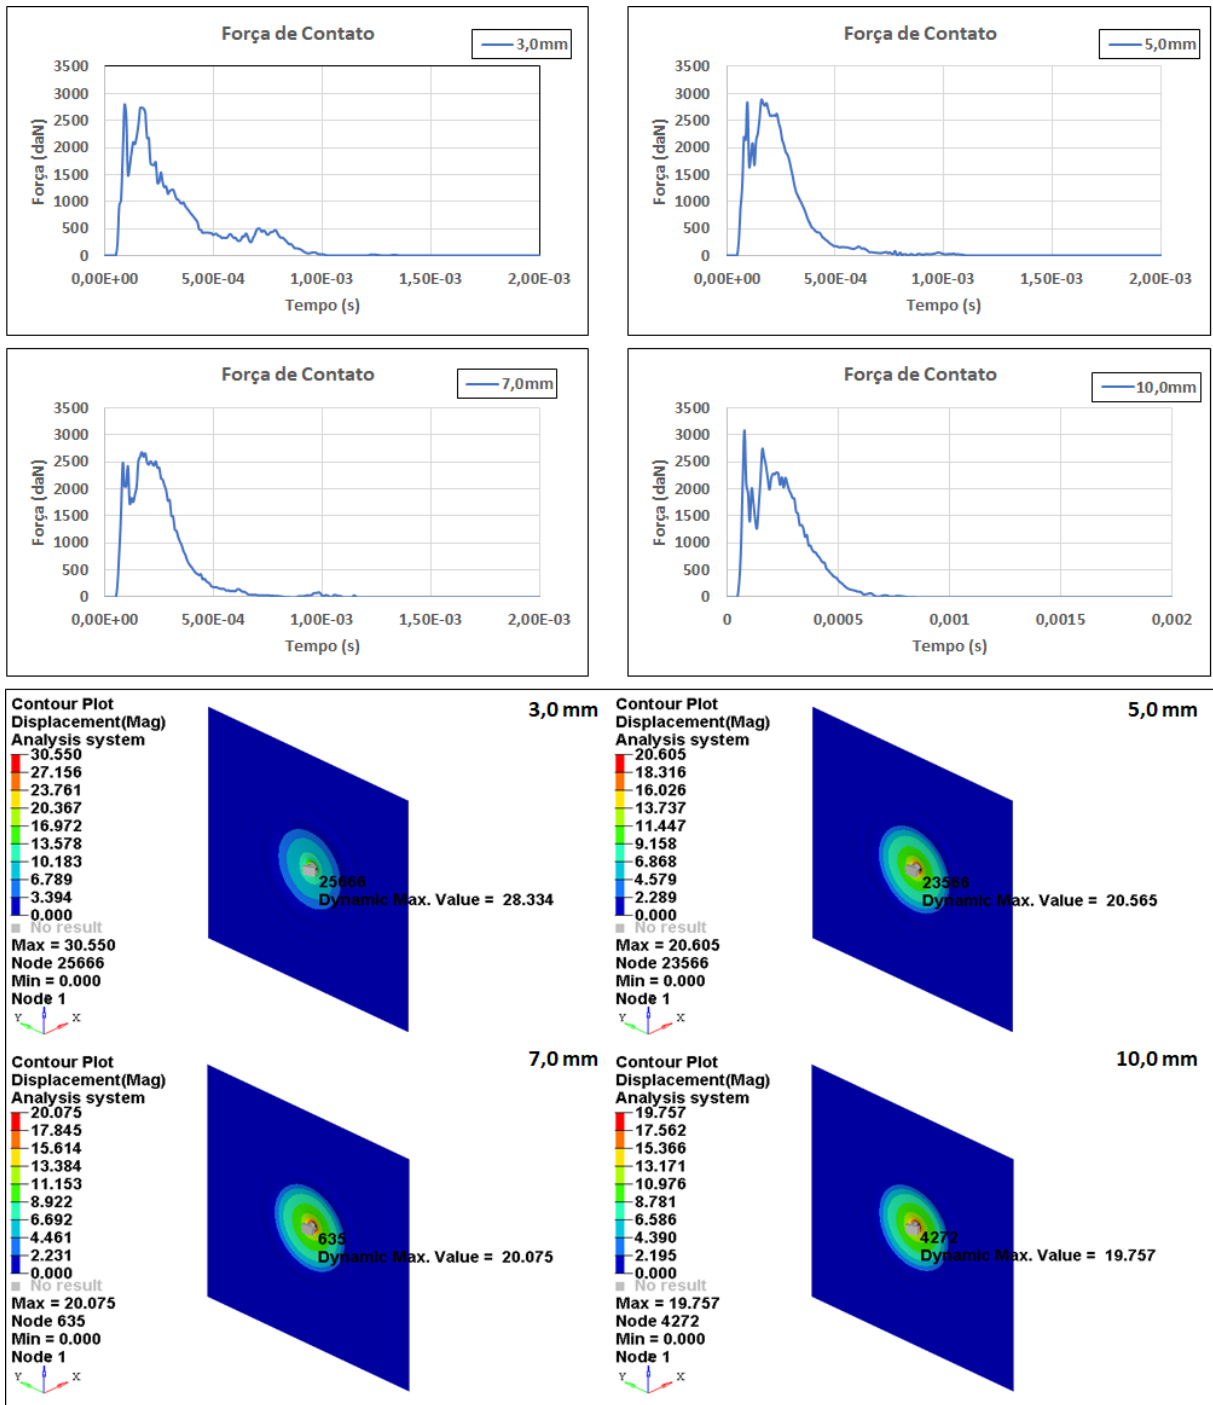 Força de Contato
3,0mm
Força (daN)
3500
3000
2500
2000
1500
1000
500
0
0,00E+00 5,00E-04 1,00E-03 1,50E-03 2,00E-03
Tempo (s)
Força de Contato
5,0mm
Força (daN)
3500
3000
2500
2000
1500
1000
500
0
0,00E+00 5,00E-04 1,00E-03 1,50E-03 2,00E-03
Tempo (s)
Força de Contato
7,0mm
Força (daN)
3500
3000
2500
2000
1500
1000
500
0
0,00E+00 5,00E-04 1,00E-03 1,50E-03 2,00E-03
Tempo (s)
Força de Contato
10,0mm
Força (daN)
3500
3000
2500
2000
1500
1000
500
0
0 0,0005 0,001 0,0015 0,002
Tempo (s)
Contour Plot
Displacement(Mag)
Analysis system
30.550
27.156
23.761
20.367
16.972
13.578
10.183
6.789
3.394
0.000
No result
Max = 30.550
Node 25666
Min = 0.000
Node 1
Z
Y X
3,0 mm
25666
Dynamic Max. Value = 28.334
Contour Plot
Displacement(Mag)
Analysis system
20.605
18.316
16.026
13.737
11.447
9.158
6.868
4.579
2.289
0.000
No result
Max = 20.605
Node 23566
Min = 0.000
Node 1
Z
Y X
5,0 mm
23566
Dynamic Max. Value = 20.565
Contour Plot
Displacement(Mag)
Analysis system
20.075
17.845
15.614
13.384
11.153
8.922
6.692
4.461
2.231
0.000
No result
Max = 20.075
Node 635
Min = 0.000
Node 1
Z
Y X
7,0 mm
635
Dynamic Max. Value = 20.075
Contour Plot
Displacement(Mag)
Analysis system
19.757
17.562
15.366
13.171
10.976
8.781
6.586
4.390
2.195
0.000
No result
Max = 19.757
Node 4272
Min = 0.000
Node 1
Z
Y X
10,0 mm
4272
Dynamic Max. Value = 19.757